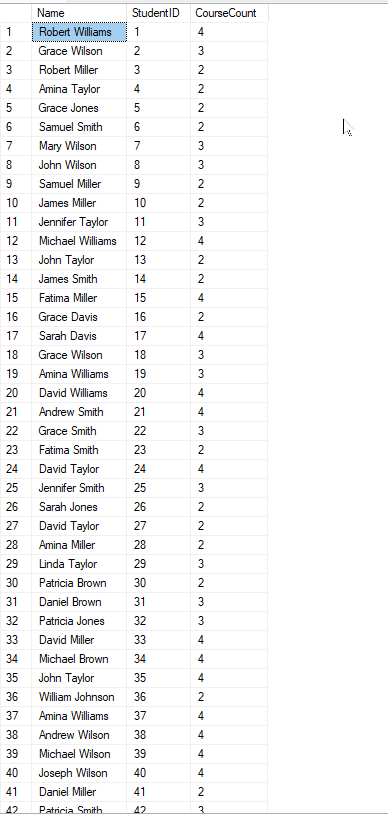 Name StudentID CourseCount
1 Robert Williams 1 4
2 Grace Wilson 2 3
3 Robert Miller 3 2
4 Amina Taylor 4 2
5 Grace Jones 5 2
6 Samuel Smith 6 2
7 Mary Wilson 7 3
8 John Wilson 8 3
9 Samuel Miller 9 2
10 James Miller 10 2
11 Jennifer Taylor 11 3
12 Michael Williams 12 4
13 John Taylor 13 2
14 James Smith 14 2
15 Fatima Miller 15 4
16 Grace Davis 16 2
17 Sarah Davis 17 4
18 Grace Wilson 18 3
19 Amina Williams 19 3
20 David Williams 20 4
21 Andrew Smith 21 4
22 Grace Smith 22 3
23 Fatima Smith 23 2
24 David Taylor 24 4
25 Jennifer Smith 25 3
26 Sarah Jones 26 2
27 David Taylor 27 2
28 Amina Miller 28 2
29 Linda Taylor 29 3
30 Patricia Brown 30 2
31 Daniel Brown 31 3
32 Patricia Jones 32 3
33 David Miller 33 4
34 Michael Brown 34 4
35 John Taylor 35 4
36 William Johnson 36 2
37 Amina Williams 37 4
38 Andrew Wilson 38 4
39 Michael Wilson 39 4
40 Joseph Wilson 40 4
41 Daniel Miller 41 2
42 Patricia Smith 42 3